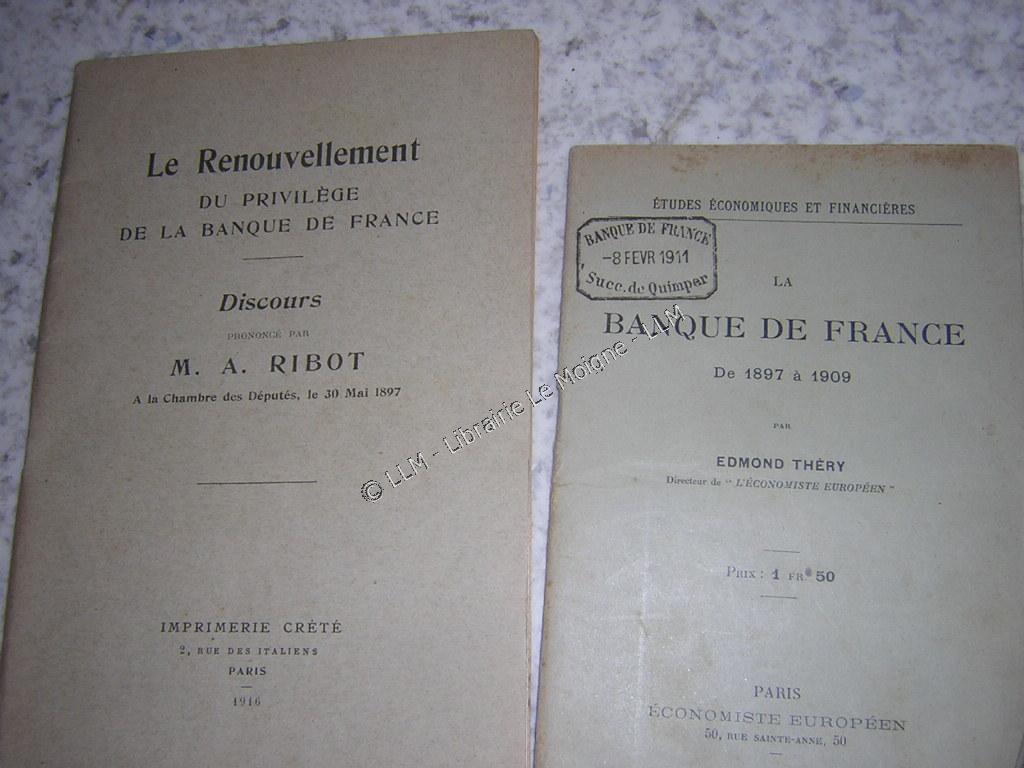 Le Renouvellement
DU PRIVILÈGE
DE LA BANQUE DE FRANCE
Discours
PRONONCÉ PAR
M. A. RIBOT
A la Chambre des Députés, le 30 Mai 1897
IMPRIMERIE CRÉTÉ
2, RUE DES ITALIENS
PARIS
1916
ÉTUDES ÉCONOMIQUES ET FINANCIÈRES
BANQUE DE FRANCE
-8 FEVR 1911
Succ. de Quimper
LA
BANQUE DE FRANCE
De 1897 à 1909
PAR
EDMOND THÉRY
Directeur de "L'ÉCONOMISTE EUROPÉEN"
PRIX : 1 FR. 50
PARIS
ÉCONOMISTE EUROPÉEN
50, RUE SAINTE-ANNE, 50
© LLM - Librairie Le Moigne - LLM